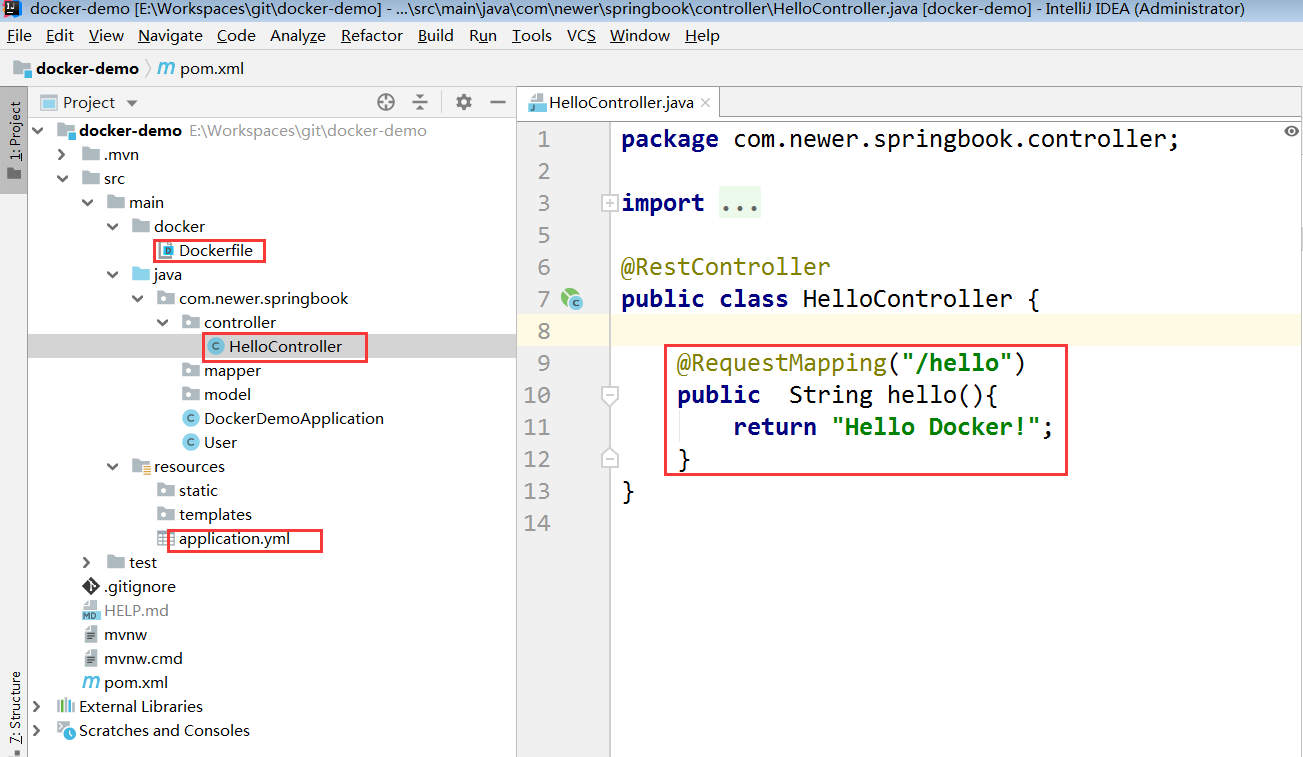 docker-demo [E:\Workspaces\git\docker-demo] - ...\src\main\java\com\newer\springbook\controller\HelloController.java [docker-demo] - IntelliJ IDEA (Administrator)
File Edit View Navigate Code Analyze Refactor Build Run Tools VCS Window Help
docker-demo pom.xml
1: Project
Project
docker-demo E:\Workspaces\git\docker-demo
.mvn
src
main
docker
Dockerfile
java
com.newer.springbook
controller
HelloController
mapper
model
DockerDemoApplication
User
resources
static
templates
application.yml
test
.gitignore
HELP.md
mvnw
mvnw.cmd
pom.xml
External Libraries
Scratches and Consoles
7: Structure
HelloController.java
1 package com.newer.springbook.controller;
2
3 import ...
5
6 @RestController
7 public class HelloController {
8
9 @RequestMapping("/hello")
10 public  String hello(){
11 return "Hello Docker!";
12 }
13 }
14